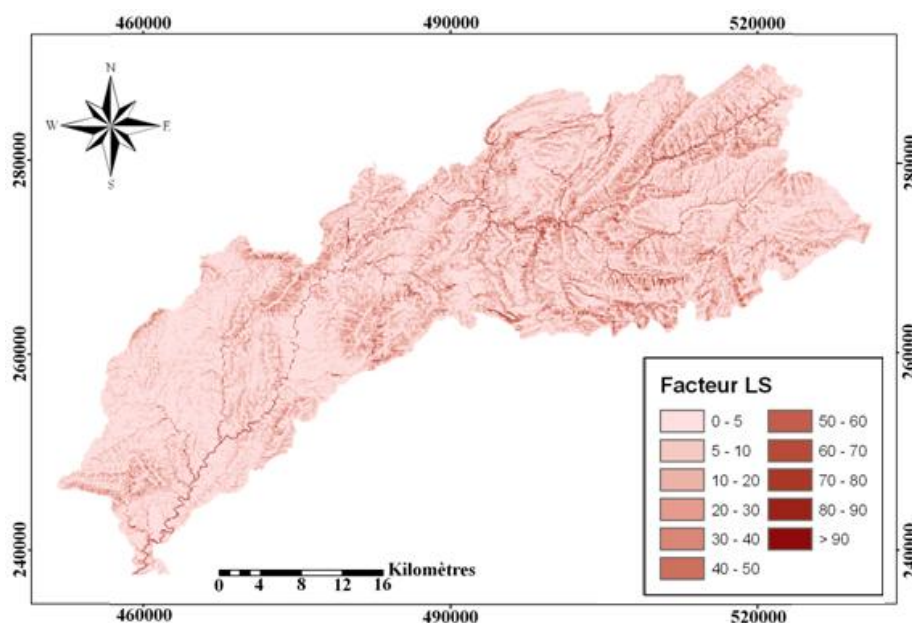 460000 490000 520000
N
W E
S
280000 280000
260000 260000
240000 240000
Facteur LS
0 - 5
5 - 10
10 - 20
20 - 30
30 - 40
40 - 50
50 - 60
60 - 70
70 - 80
80 - 90
> 90
Kilomètres
0 4 8 12 16
460000 490000 520000